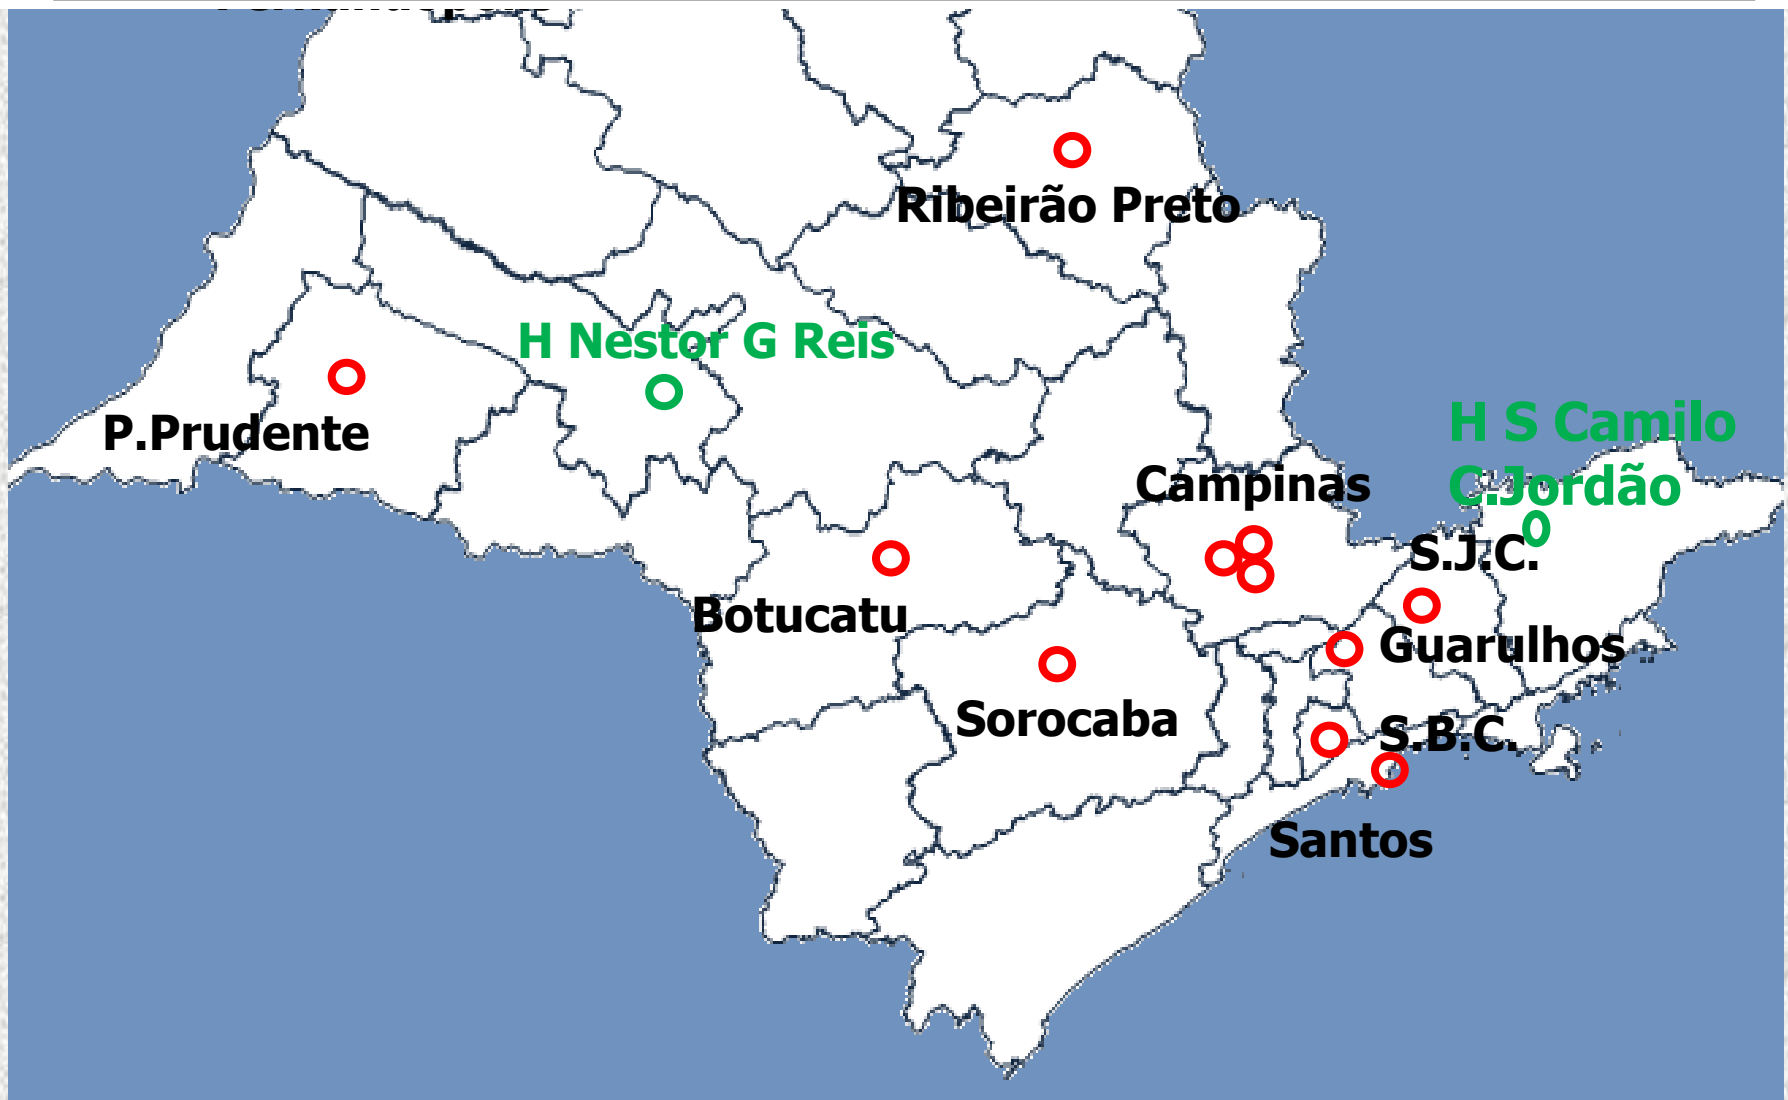 Ribeirão Preto
H Nestor G Reis
P.Prudente
H S Camilo
C.Jordão
Campinas
S.J.C.
Botucatu
Guarulhos
Sorocaba
S.B.C.
Santos